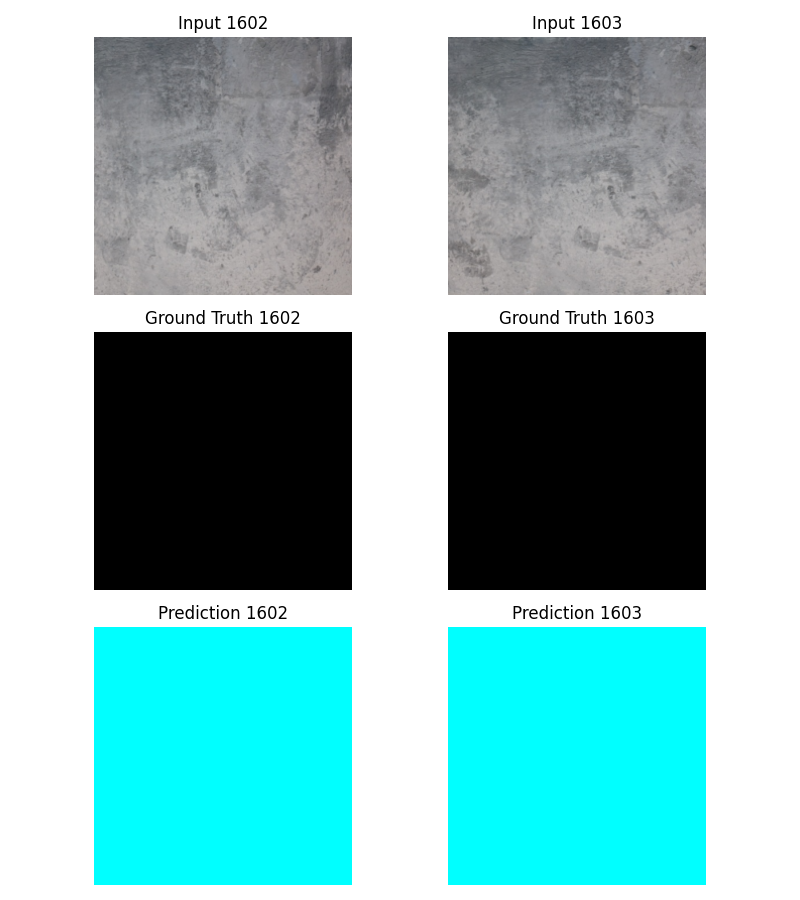 Input 1602
Input 1603
Ground Truth 1602
Ground Truth 1603
Prediction 1602
Prediction 1603